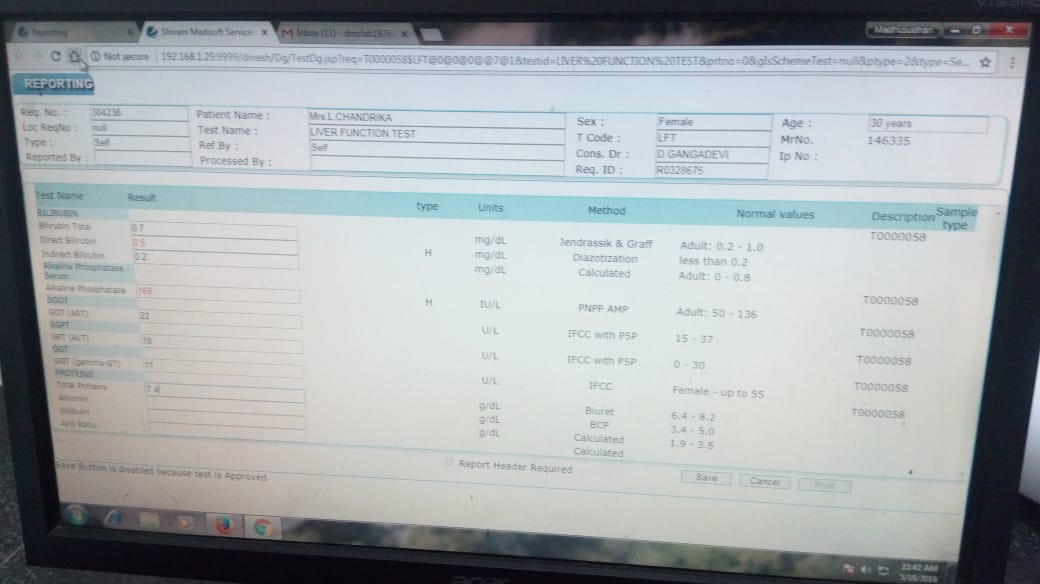 Reporting
Shivam Medisoft Services
Inbox (11) - dmclab1976
Madhusudhan
Not secure
192.168.1.25:9999/dinesh/Dg/TestDg.jsp?req=T0000058$LFT@0@0@0@@7@1&testid=LIVER%20FUNCTION%20TEST&prtno=0&glsSchemeTest=null&ptype=2&type=Se...
REPORTING
Req. No. : 304236 Patient Name : Mrs.L.CHANDRIKA Sex : Female Age : 30 years
Loc ReqNo : null Test Name : LIVER FUNCTION TEST T Code : LFT MrNo. 146335
Type : Self Ref.By : Self Cons. Dr : D.GANGADEVI Ip No :
Reported By : Processed By : Req. ID : R0328675
Test Name Result type Units Method Normal values Description Sample type
BILIRUBIN T0000058
Bilirubin Total 0.7 mg/dL Jendrassik & Graff Adult: 0.2 - 1.0
Direct Bilirubin 0.5 H mg/dL Diazotization less than 0.2
Indirect Bilirubin 0.2 mg/dL Calculated Adult: 0 - 0.8
Alkaline Phosphatase - Serum T0000058
Alkaline Phosphatase 169 H IU/L PNPP AMP Adult: 50 - 136
SGOT T0000058
GOT (AST) 22 U/L IFCC with P5P 15 - 37
SGPT T0000058
GPT (ALT) 18 U/L IFCC with P5P 0 - 30
GGT T0000058
GGT (gamma-GT) 11 U/L IFCC Female - up to 55
PROTEINS T0000058
Total Proteins 7.4 g/dL Biuret 6.4 - 8.2
Albumin g/dL BCP 3.4 - 5.0
Globulin g/dL Calculated 1.9 - 3.5
A/G Ratio Calculated
Save Button is disabled because test is Approved
Report Header Required
Save Cancel Print
11:42 AM
acer